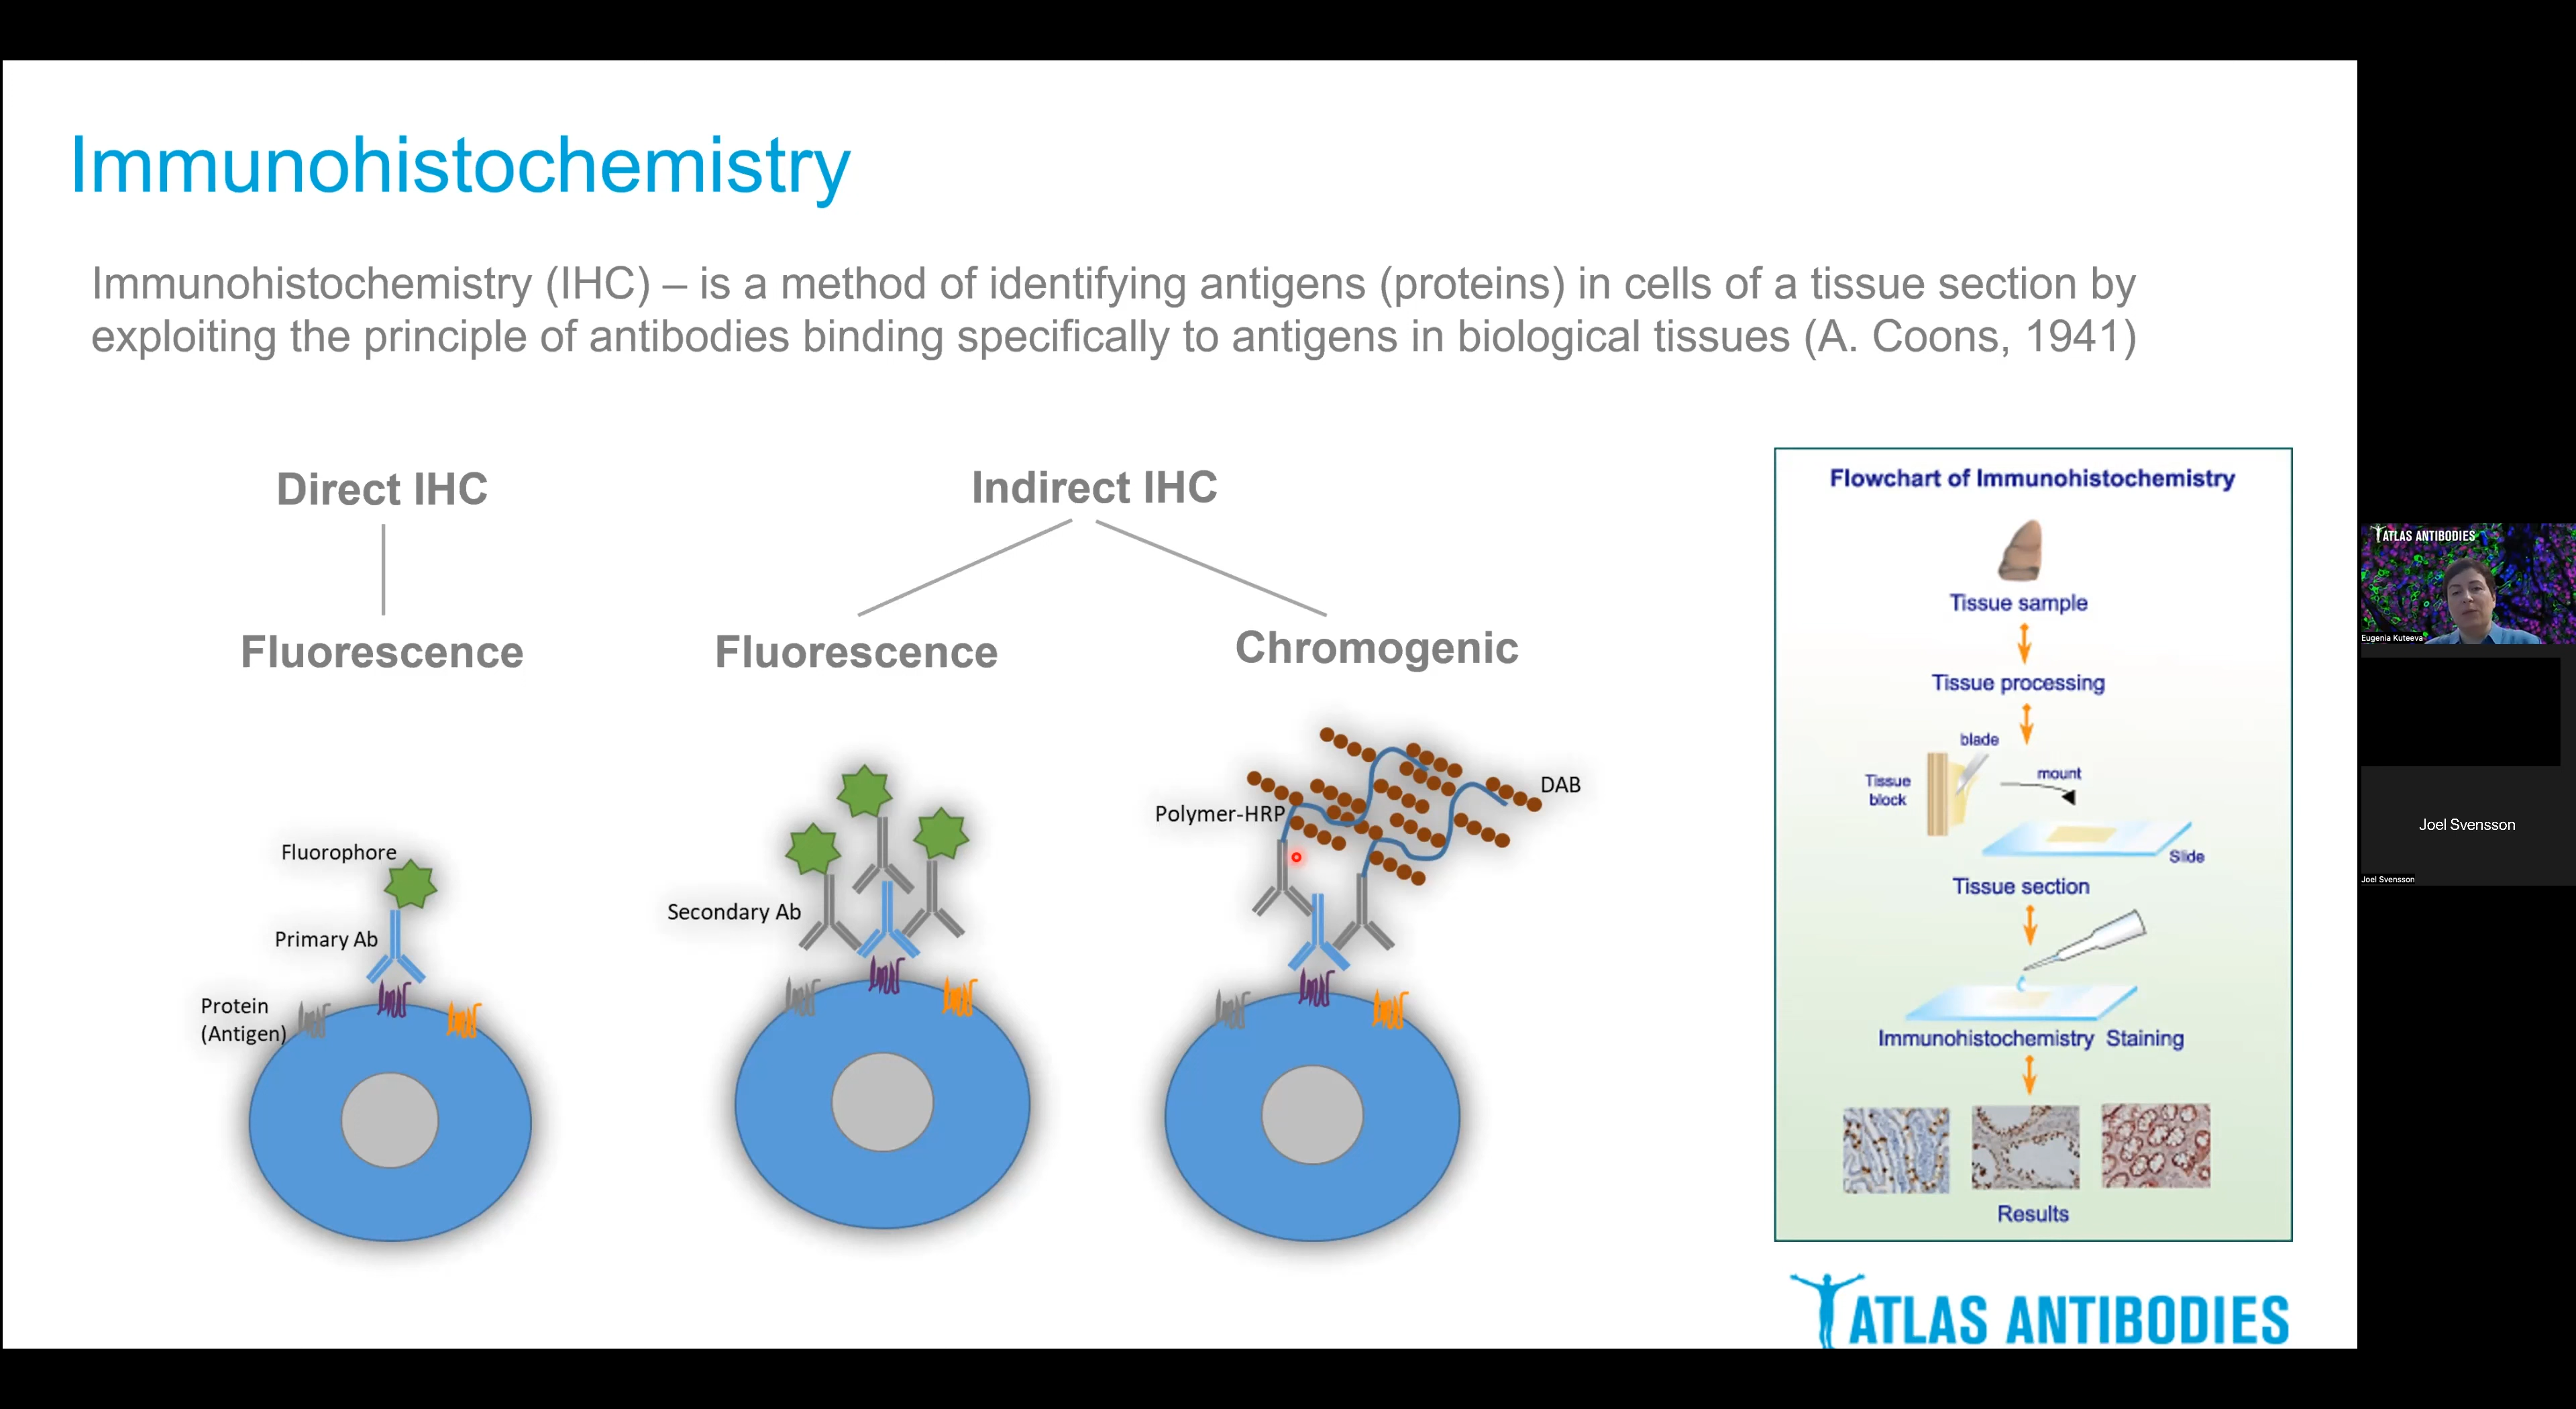 Immunohistochemistry
Immunohistochemistry (IHC) – is a method of identifying antigens (proteins) in cells of a tissue section by
exploiting the principle of antibodies binding specifically to antigens in biological tissues (A. Coons, 1941)
Direct IHC
Fluorescence
Fluorophore
Primary Ab
Protein
(Antigen)
Indirect IHC
Fluorescence
Secondary Ab
Chromogenic
Polymer-HRP
DAB
Flowchart of Immunohistochemistry
Tissue sample
Tissue processing
blade
Tissue
block
mount
Slide
Tissue section
Immunohistochemistry Staining
Results
ATLAS ANTIBODIES
ATLAS ANTIBODIES
Eugenia Kuteeva
Joel Svensson
Joel Svensson